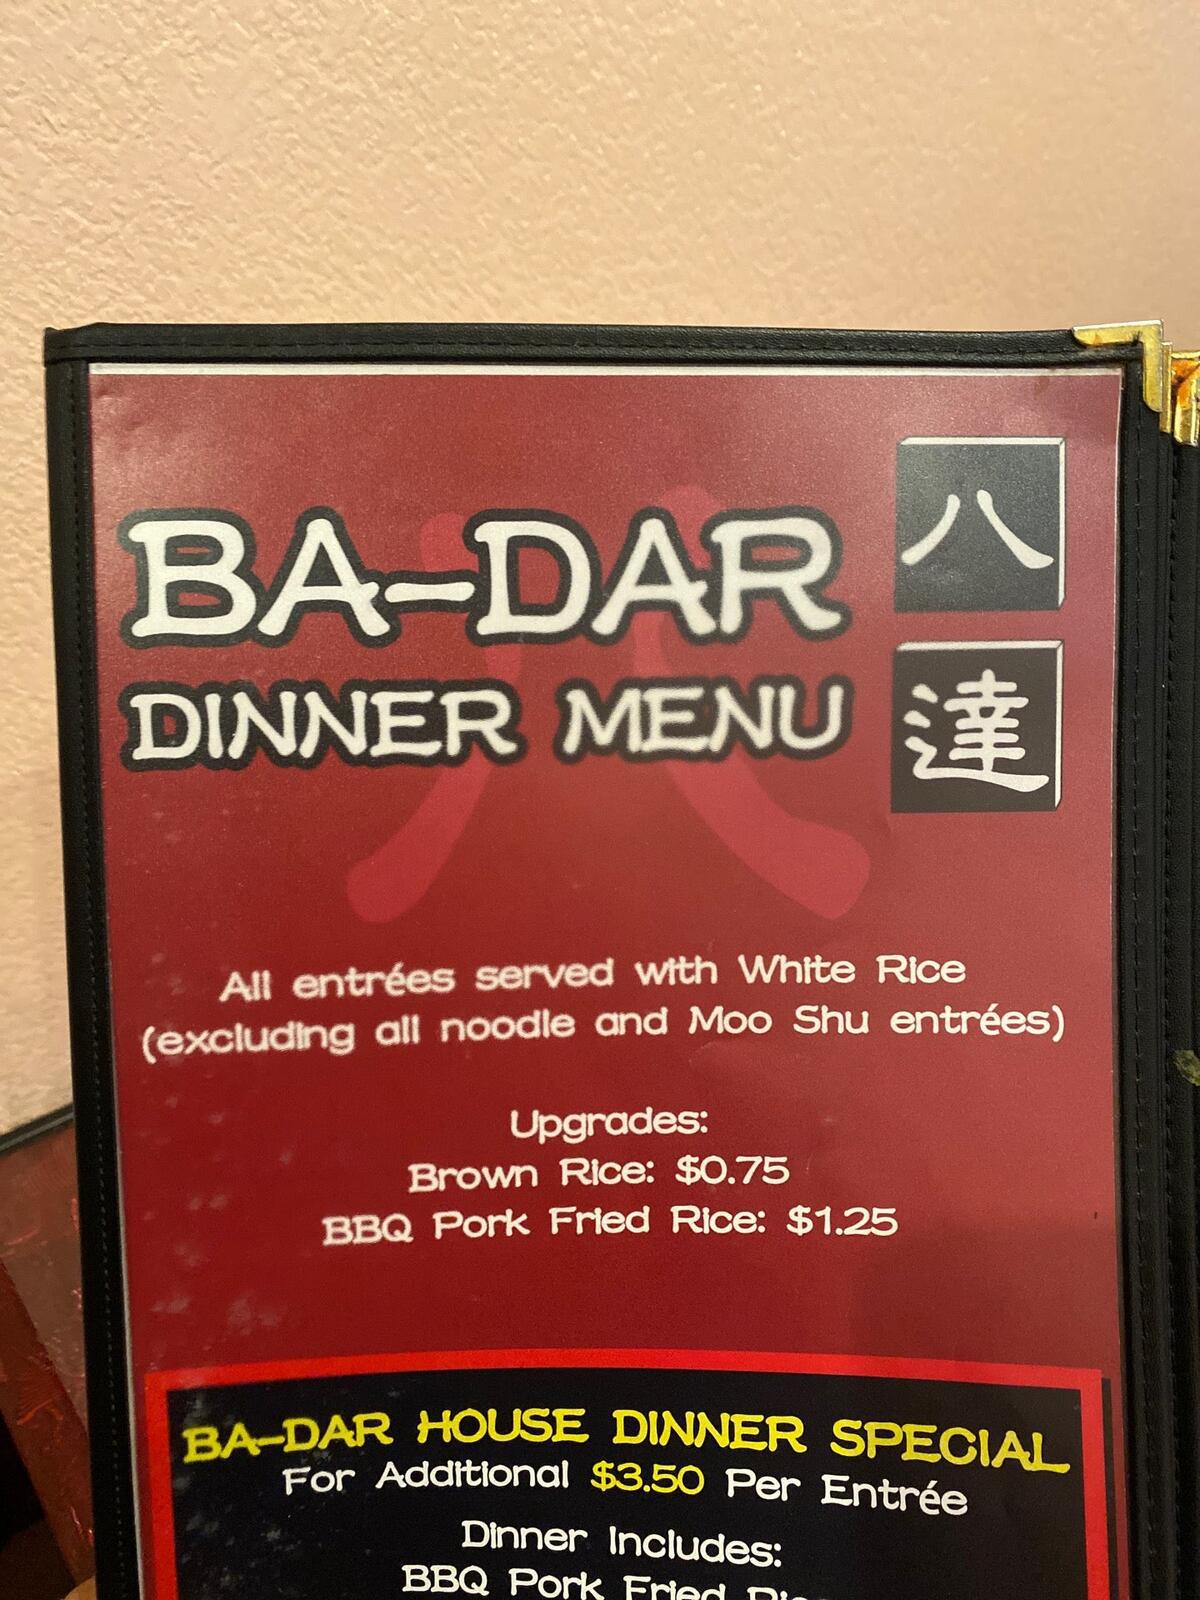 BA-DAR
DINNER MENU
八
達
All entrées served with White Rice
(excluding all noodle and Moo Shu entrées)
Upgrades:
Brown Rice: $0.75
BBQ Pork Fried Rice: $1.25
BA-DAR HOUSE DINNER SPECIAL
For Additional $3.50 Per Entrée
Dinner Includes:
BBQ Pork Fried Rice